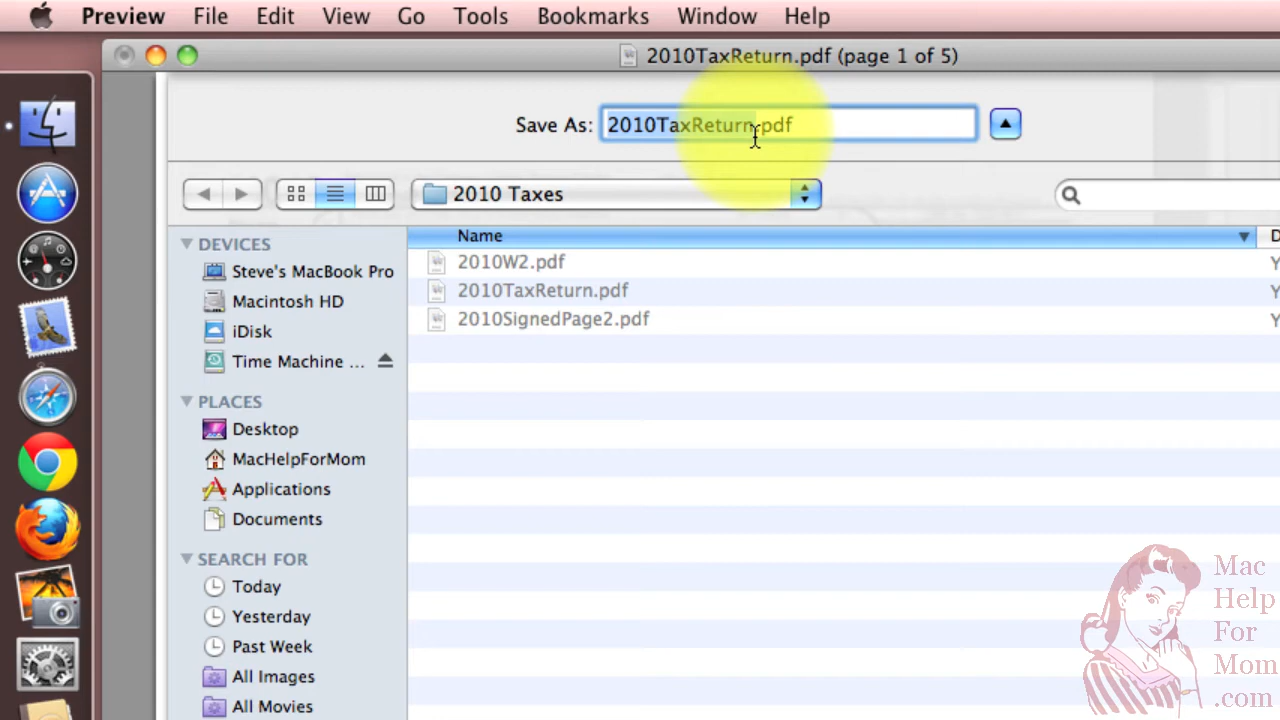 Preview File Edit View Go Tools Bookmarks Window Help
2010TaxReturn.pdf (page 1 of 5)
Save As: 2010TaxReturn.pdf
2010 Taxes
Name D
DEVICES
Steve's MacBook Pro
Macintosh HD
iDisk
Time Machine ...
PLACES
Desktop
MacHelpForMom
Applications
Documents
SEARCH FOR
Today
Yesterday
Past Week
All Images
All Movies
2010W2.pdf Y
2010TaxReturn.pdf Y
2010SignedPage2.pdf Y
Mac
Help
For
Mom
.com